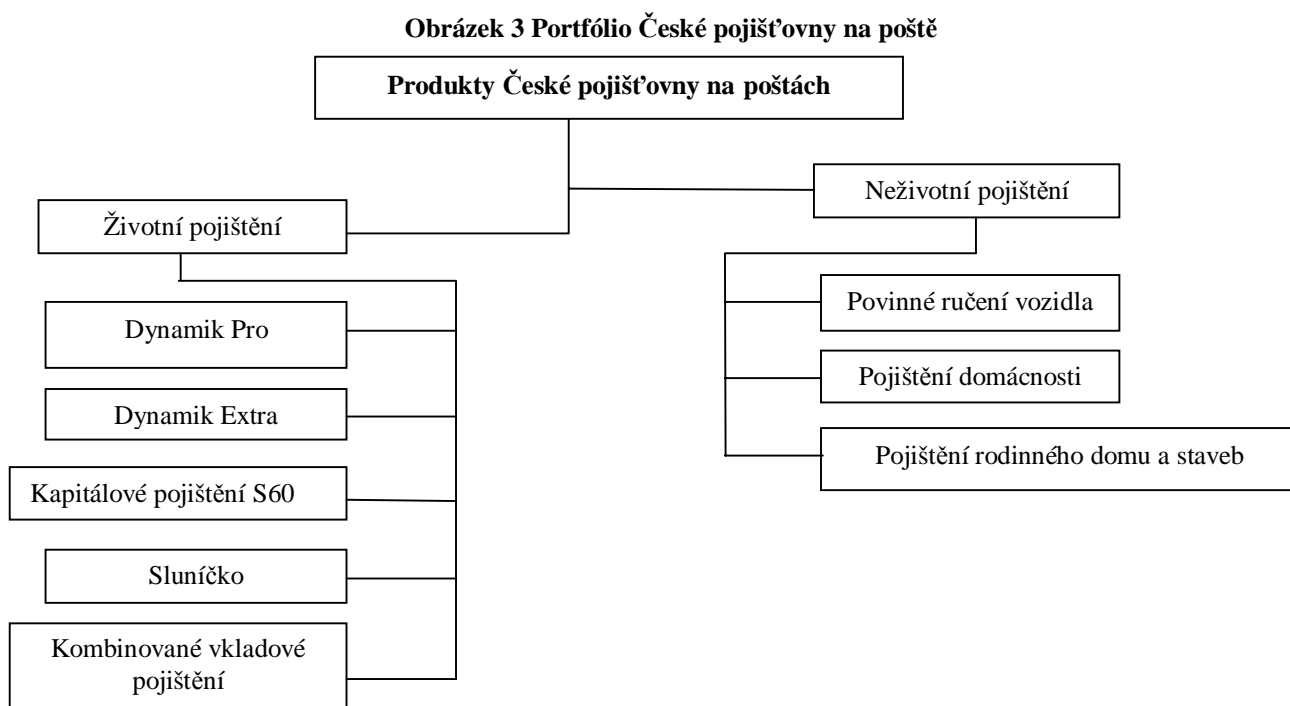 Obrázek 3 Portfólio České pojišťovny na poště
Produkty České pojišťovny na poštách
Neživotní pojištění
Životní pojištění
Povinné ručení vozidla
Dynamik Pro
Pojištění domácnosti
Dynamik Extra
Pojištění rodinného domu a staveb
Kapitálové pojištění S60
Sluníčko
Kombinované vkladové
pojištění